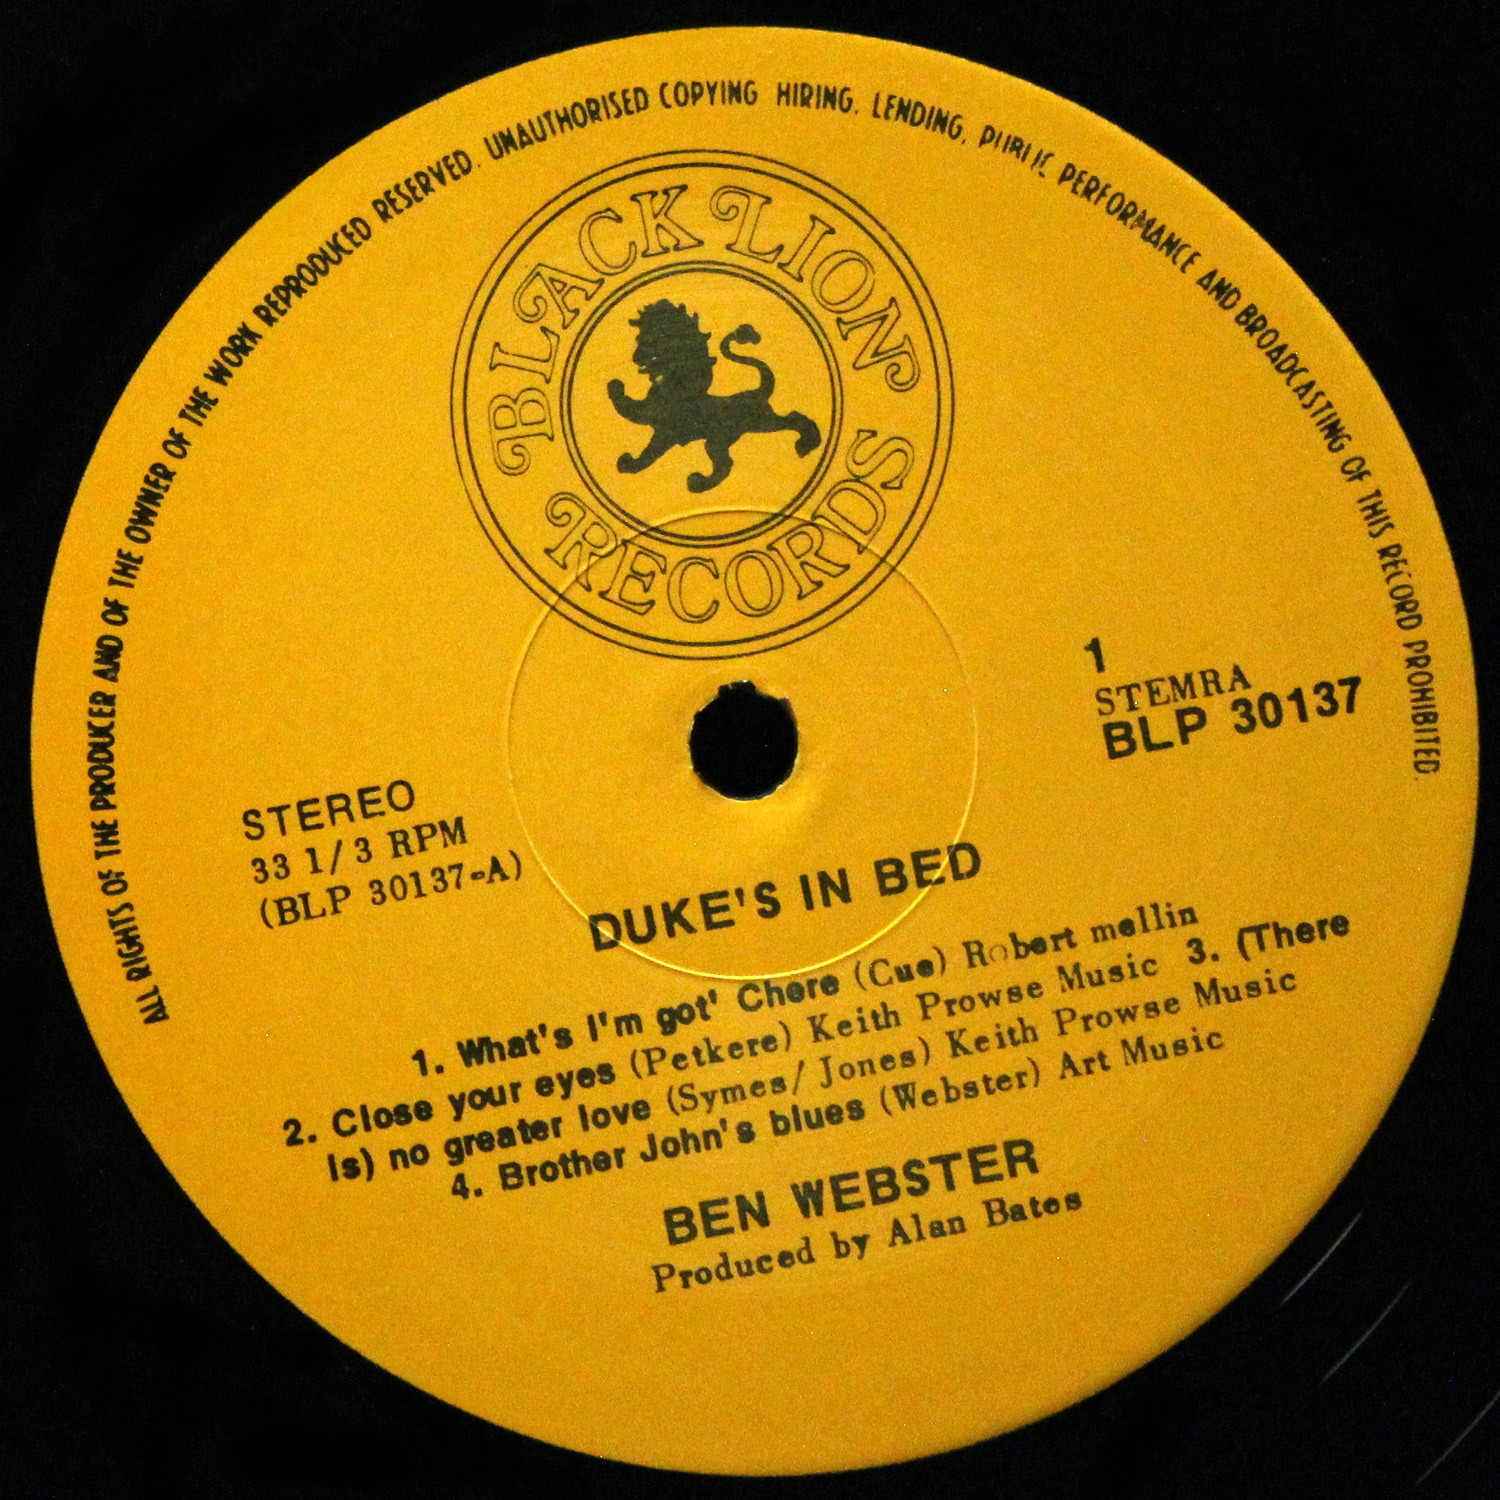 ALL RIGHTS OF THE PRODUCER AND OF THE OWNER OF THE WORK REPRODUCED RESERVED. UNAUTHORISED COPYING HIRING, LENDING, PUBLIC PERFORMANCE AND BROADCASTING OF THIS RECORD PROHIBITED.
BLACK LION
RECORDS
1
STEMRA
BLP 30137
STEREO
33 1/3 RPM
(BLP 30137-A)
DUKE'S IN BED
1. What's I'm got' Chere (Cue) Robert mellin
2. Close your eyes (Petkere) Keith Prowse Music 3. (There
Is) no greater love (Symes/ Jones) Keith Prowse Music
4. Brother John's blues (Webster) Art Music
BEN WEBSTER
Produced by Alan Bates